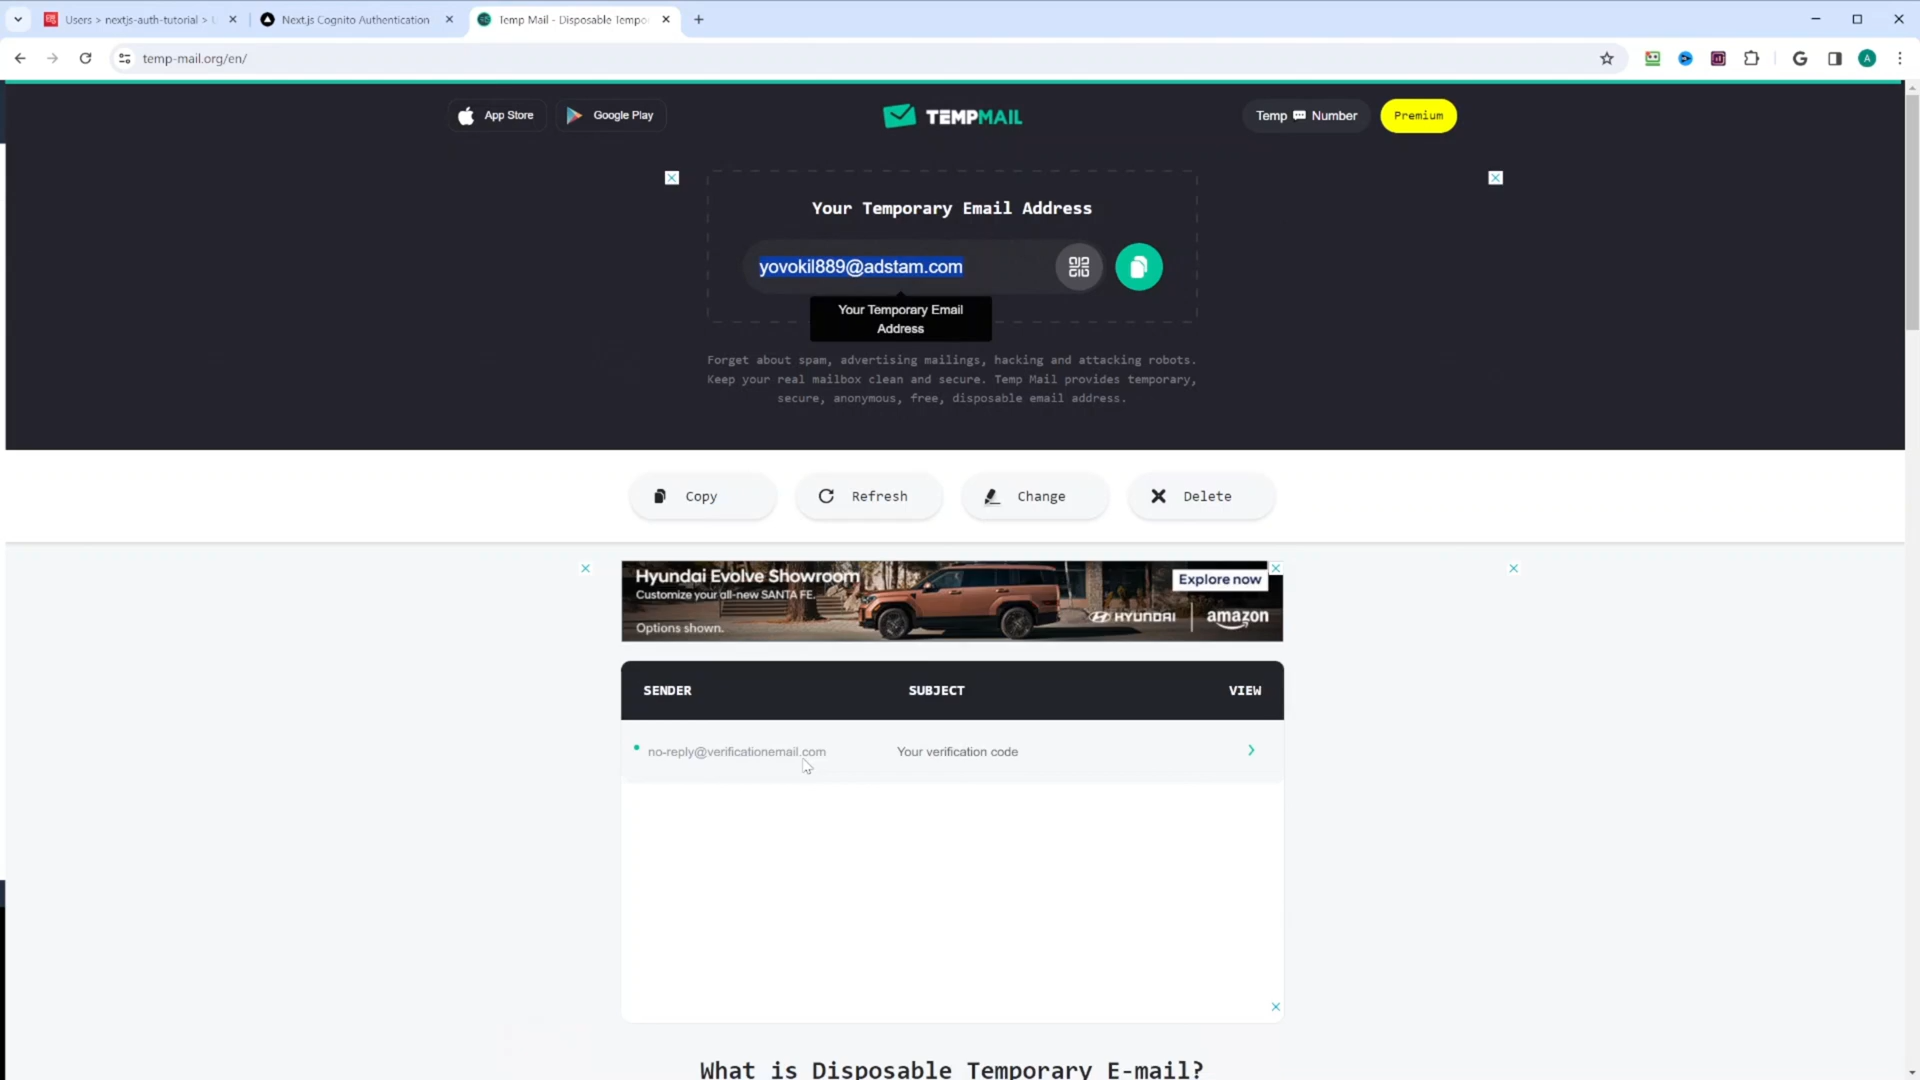 Users > nextjs-auth-tutorial >
Next.js Cognito Authentication
Temp Mail - Disposable Tempo
temp-mail.org/en/
A
App Store
Google Play
TEMPMAIL
Temp Number
Premium
Your Temporary Email Address
yovokil889@adstam.com
Your Temporary Email
Address
Forget about spam, advertising mailings, hacking and attacking robots.
Keep your real mailbox clean and secure. Temp Mail provides temporary,
secure, anonymous, free, disposable email address.
Copy
Refresh
Change
Delete
Hyundai Evolve Showroom
Customize your all-new SANTA FE.
Options shown.
Explore now
HYUNDAI
amazon
SENDER
SUBJECT
VIEW
no-reply@verificationemail.com
Your verification code
What is Disposable Temporary E-mail?